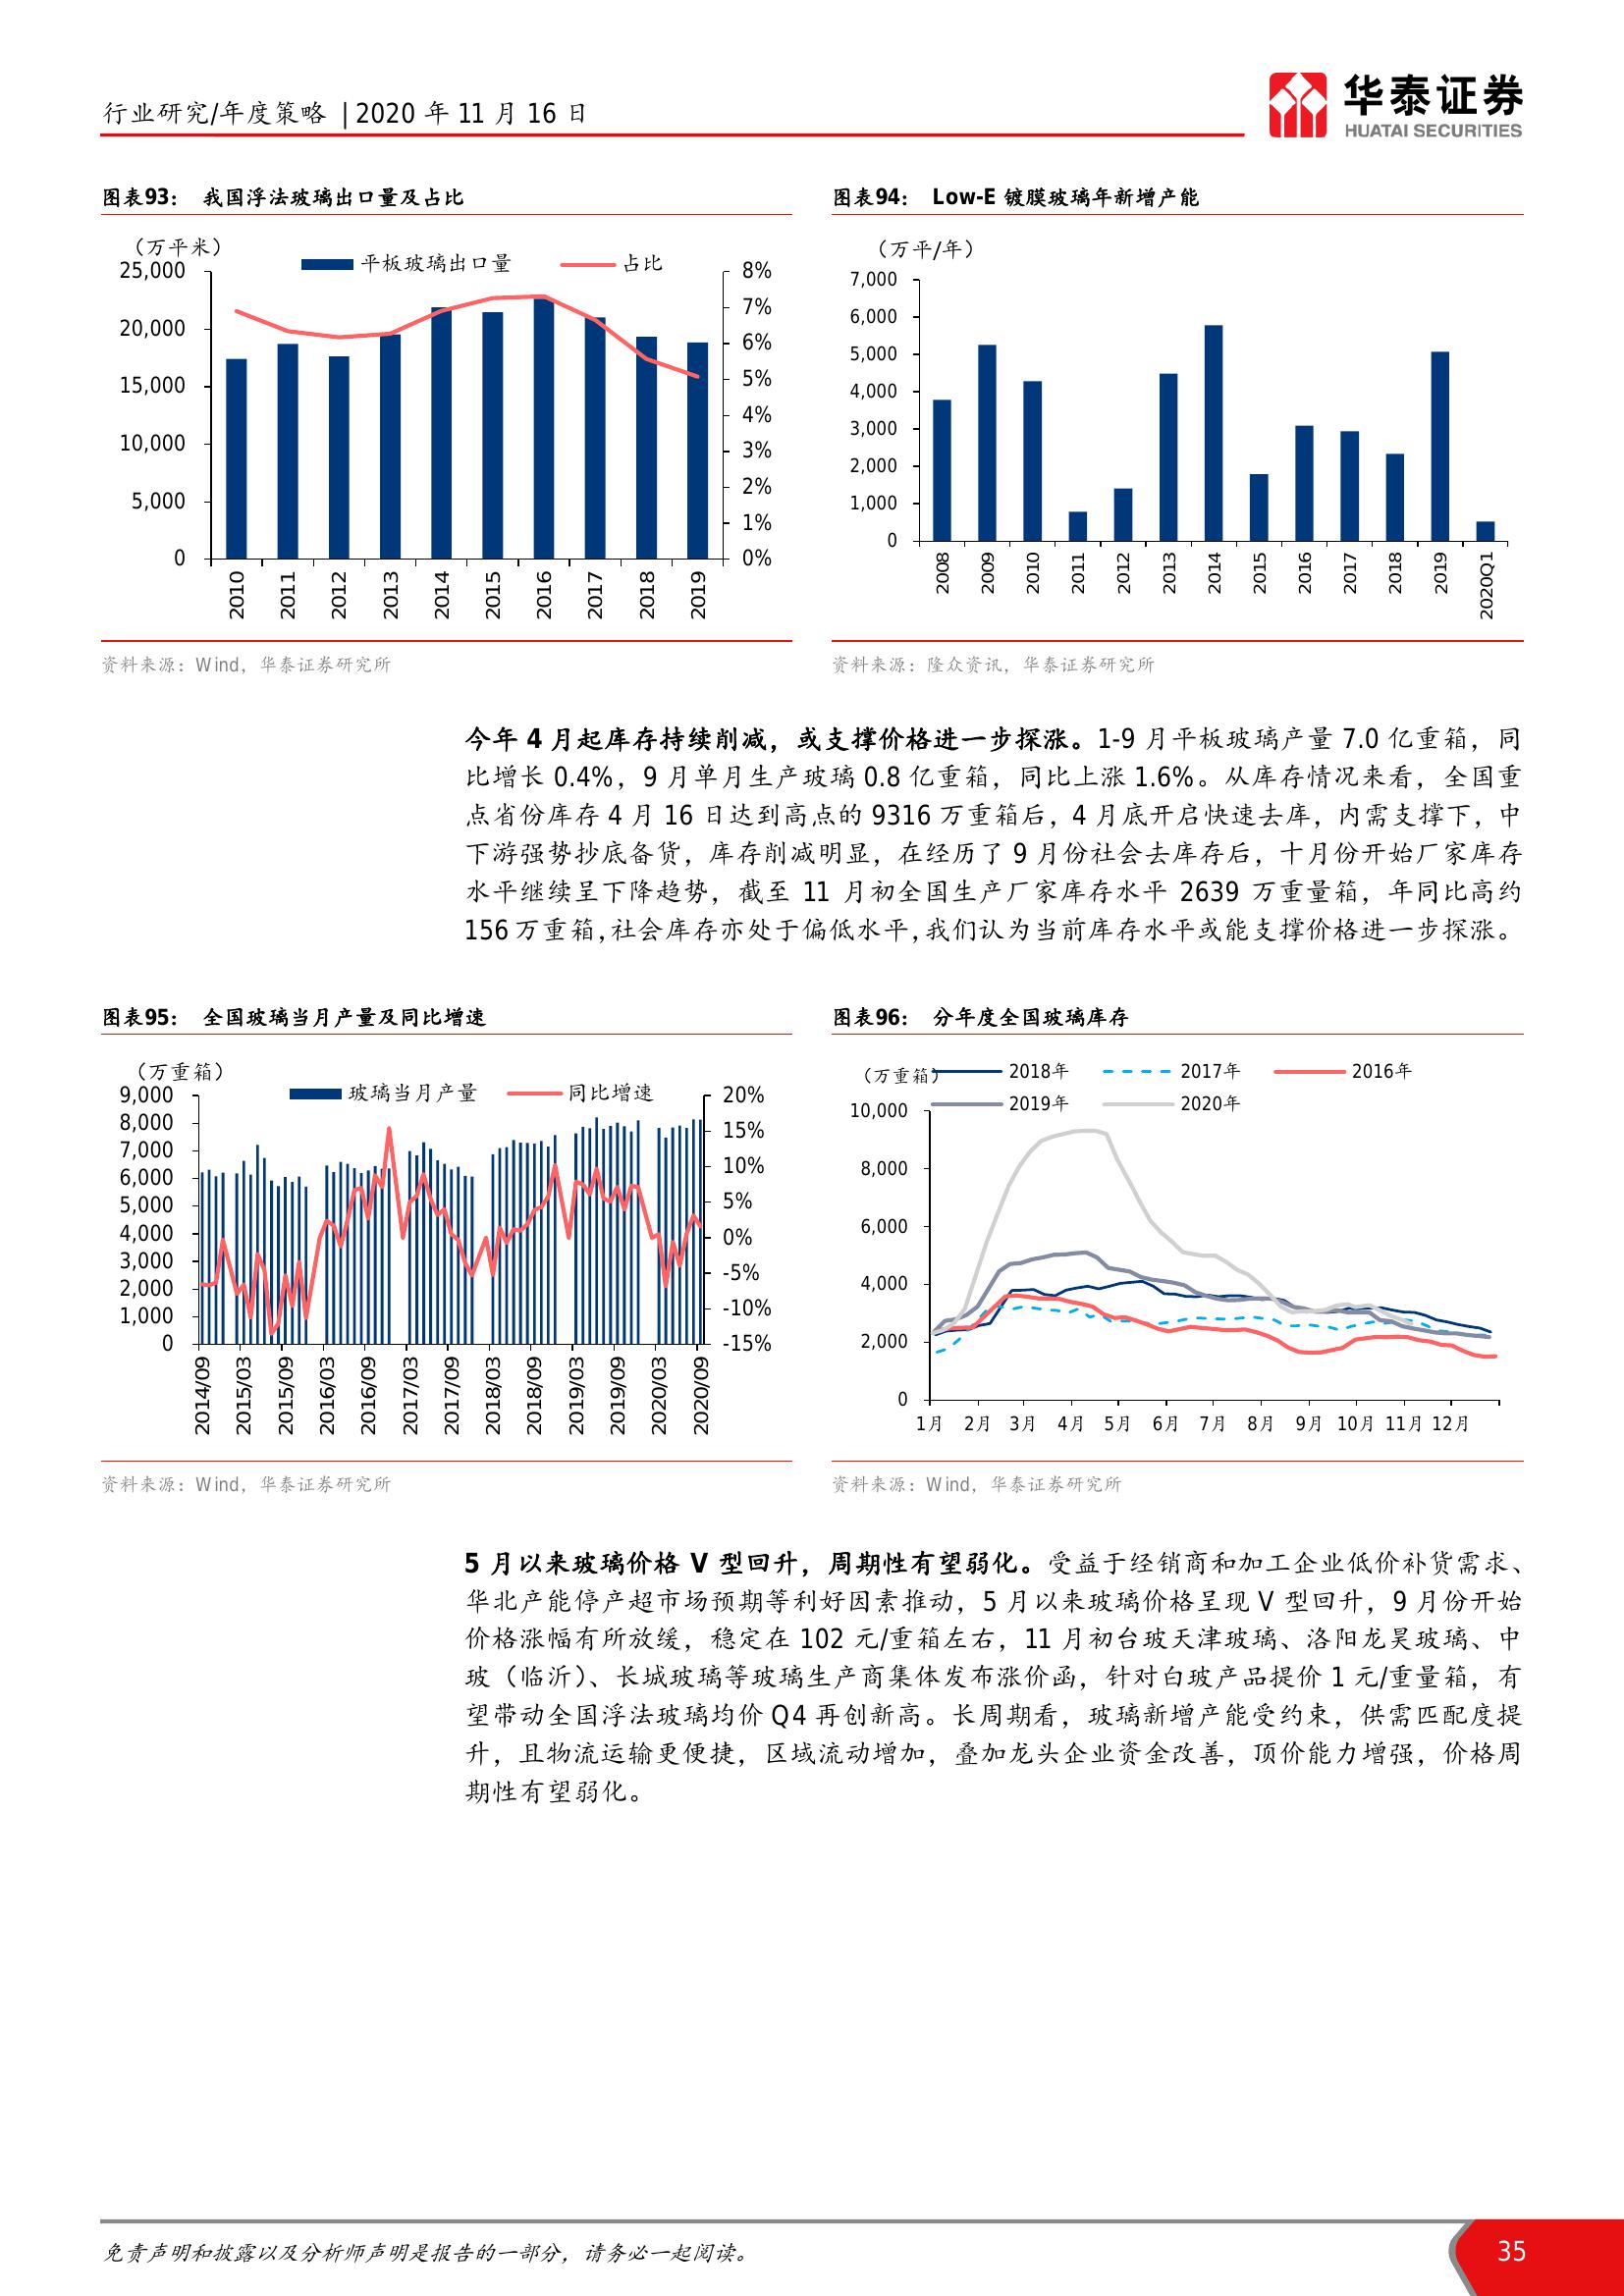 行业研究/年度策略 | 2020 年 11 月 16 日
华泰证券
HUATAI SECURITIES
图表93： 我国浮法玻璃出口量及占比
（万平米）
平板玻璃出口量 占比
25,000
20,000
15,000
10,000
5,000
0
8%
7%
6%
5%
4%
3%
2%
1%
0%
2010 2011 2012 2013 2014 2015 2016 2017 2018 2019
资料来源：Wind，华泰证券研究所
图表94： Low-E 镀膜玻璃年新增产能
（万平/年）
7,000
6,000
5,000
4,000
3,000
2,000
1,000
0
2008 2009 2010 2011 2012 2013 2014 2015 2016 2017 2018 2019 2020Q1
资料来源：隆众资讯，华泰证券研究所
今年 4 月起库存持续削减，或支撑价格进一步探涨。1-9 月平板玻璃产量 7.0 亿重箱，同
比增长 0.4%，9 月单月生产玻璃 0.8 亿重箱，同比上涨 1.6%。从库存情况来看，全国重
点省份库存 4 月 16 日达到高点的 9316 万重箱后，4 月底开启快速去库，内需支撑下，中
下游强势抄底备货，库存削减明显，在经历了 9 月份社会去库存后，十月份开始厂家库存
水平继续呈下降趋势，截至 11 月初全国生产厂家库存水平 2639 万重量箱，年同比高约
156 万重箱，社会库存亦处于偏低水平，我们认为当前库存水平或能支撑价格进一步探涨。
图表95： 全国玻璃当月产量及同比增速
（万重箱）
玻璃当月产量 同比增速
9,000
8,000
7,000
6,000
5,000
4,000
3,000
2,000
1,000
0
20%
15%
10%
5%
0%
-5%
-10%
-15%
2014/09 2015/03 2015/09 2016/03 2016/09 2017/03 2017/09 2018/03 2018/09 2019/03 2019/09 2020/03 2020/09
资料来源：Wind，华泰证券研究所
图表96： 分年度全国玻璃库存
（万重箱） 2018年 2017年 2016年
2019年 2020年
10,000
8,000
6,000
4,000
2,000
0
1月 2月 3月 4月 5月 6月 7月 8月 9月 10月 11月 12月
资料来源：Wind，华泰证券研究所
5 月以来玻璃价格 V 型回升，周期性有望弱化。受益于经销商和加工企业低价补货需求、
华北产能停产超市场预期等利好因素推动，5 月以来玻璃价格呈现 V 型回升，9 月份开始
价格涨幅有所放缓，稳定在 102 元/重箱左右，11 月初台玻天津玻璃、洛阳龙昊玻璃、中
玻（临沂）、长城玻璃等玻璃生产商集体发布涨价函，针对白玻产品提价 1 元/重量箱，有
望带动全国浮法玻璃均价 Q4 再创新高。长周期看，玻璃新增产能受约束，供需匹配度提
升，且物流运输更便捷，区域流动增加，叠加龙头企业资金改善，顶价能力增强，价格周
期性有望弱化。
免责声明和披露以及分析师声明是报告的一部分，请务必一起阅读。
35